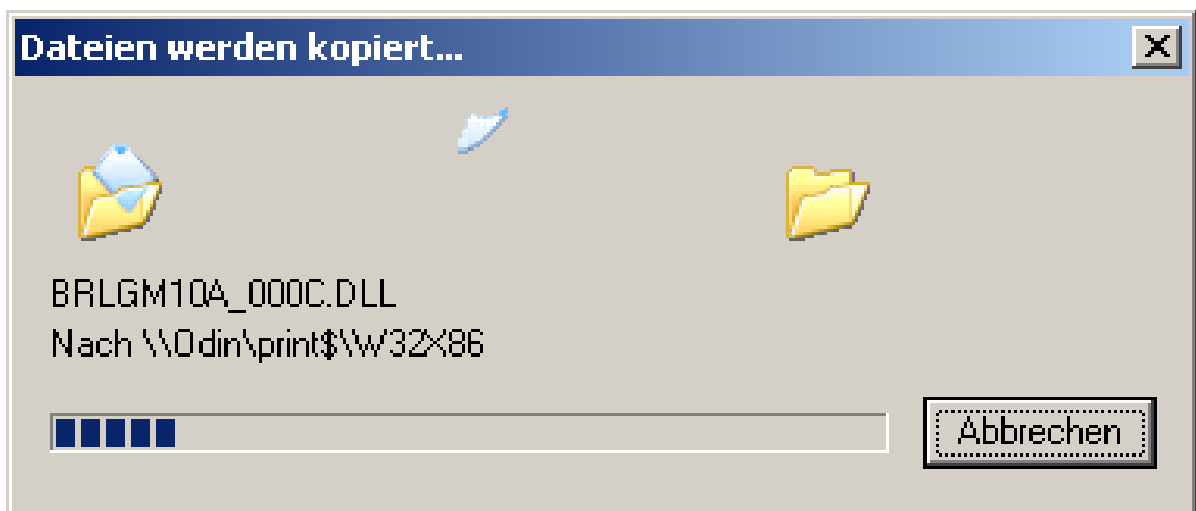 Dateien werden kopiert...
BRLGM10A_000C.DLL
Nach \\Odin\print$\W32X86
Abbrechen